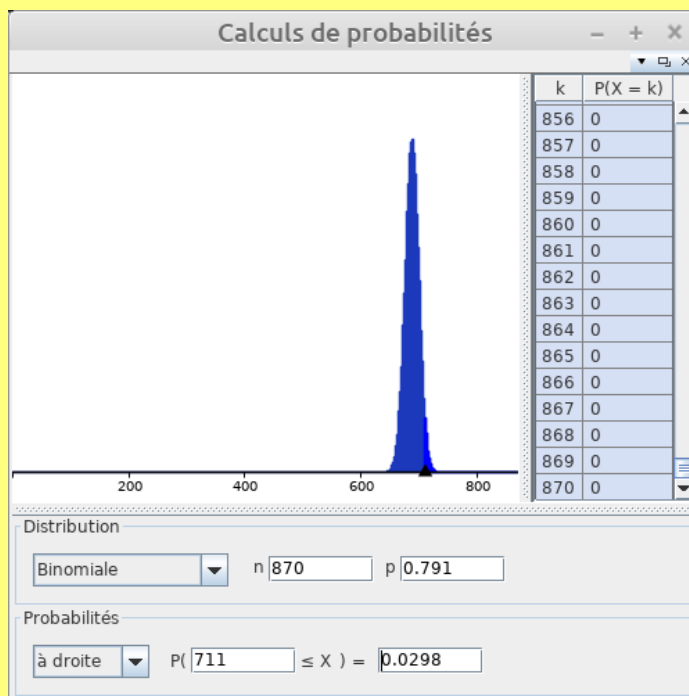 Calculs de probabilités
k P(X = k)
856 0
857 0
858 0
859 0
860 0
861 0
862 0
863 0
864 0
865 0
866 0
867 0
868 0
869 0
870 0
200 400 600 800
Distribution
Binomiale n 870 p 0.791
Probabilités
à droite P( 711 ≤ X ) = 0.0298